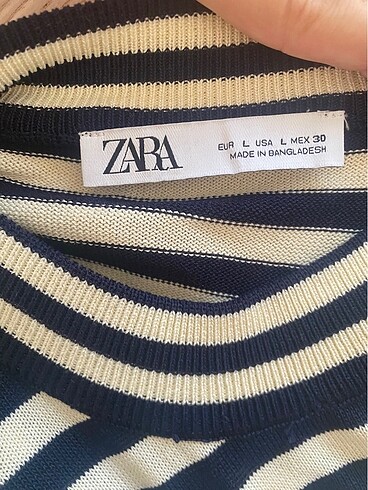 ZARA
EUR L USA L MEX 30
MADE IN BANGLADESH